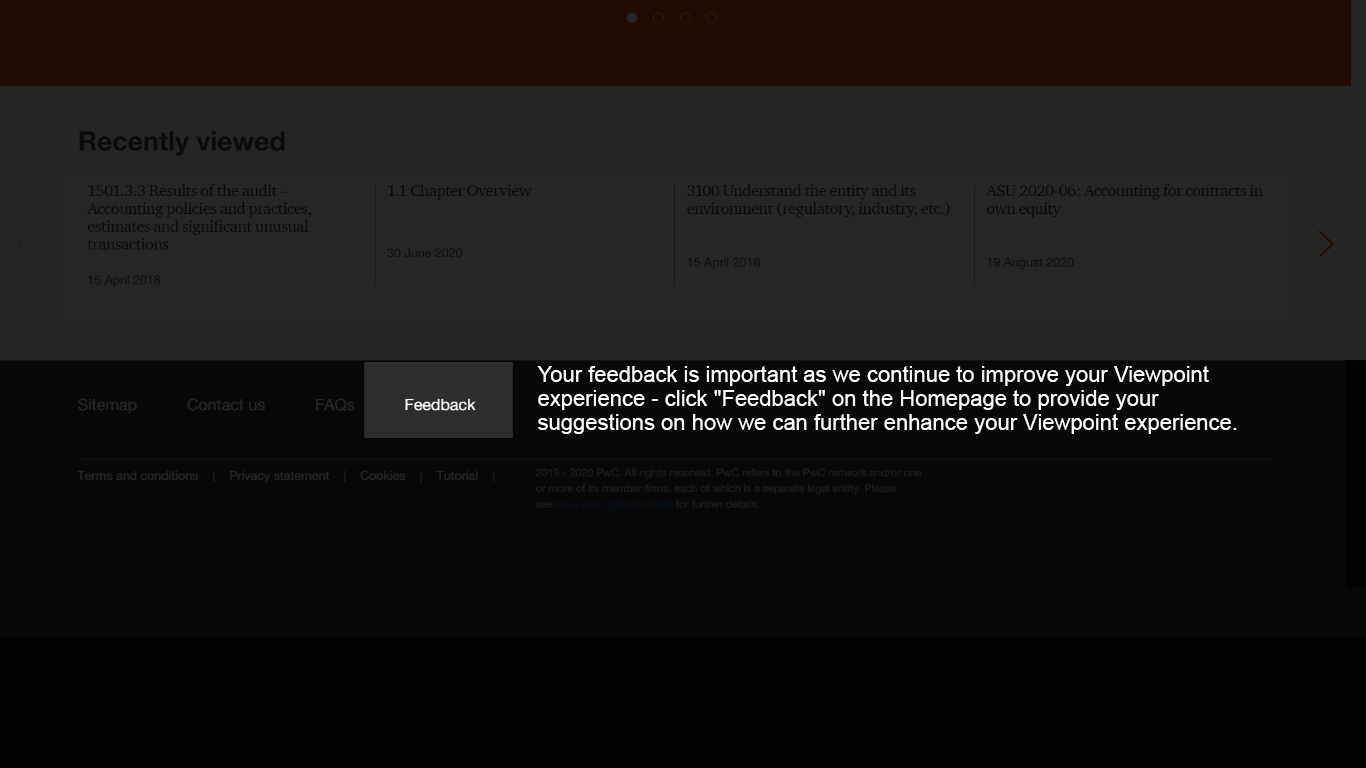 Recently viewed
1501.3.3 Results of the audit –
Accounting policies and practices,
estimates and significant unusual
transactions
15 April 2018
1.1 Chapter Overview
30 June 2020
3100 Understand the entity and its
environment (regulatory, industry, etc.)
15 April 2018
ASU 2020-06: Accounting for contracts in
own equity
19 August 2020
Sitemap
Contact us
FAQs
Feedback
Your feedback is important as we continue to improve your Viewpoint
experience - click "Feedback" on the Homepage to provide your
suggestions on how we can further enhance your Viewpoint experience.
Terms and conditions | Privacy statement | Cookies | Tutorial |
2019 - 2020 PwC. All rights reserved. PwC refers to the PwC network and/or one
or more of its member firms, each of which is a separate legal entity. Please
see www.pwc.com/structure for further details.